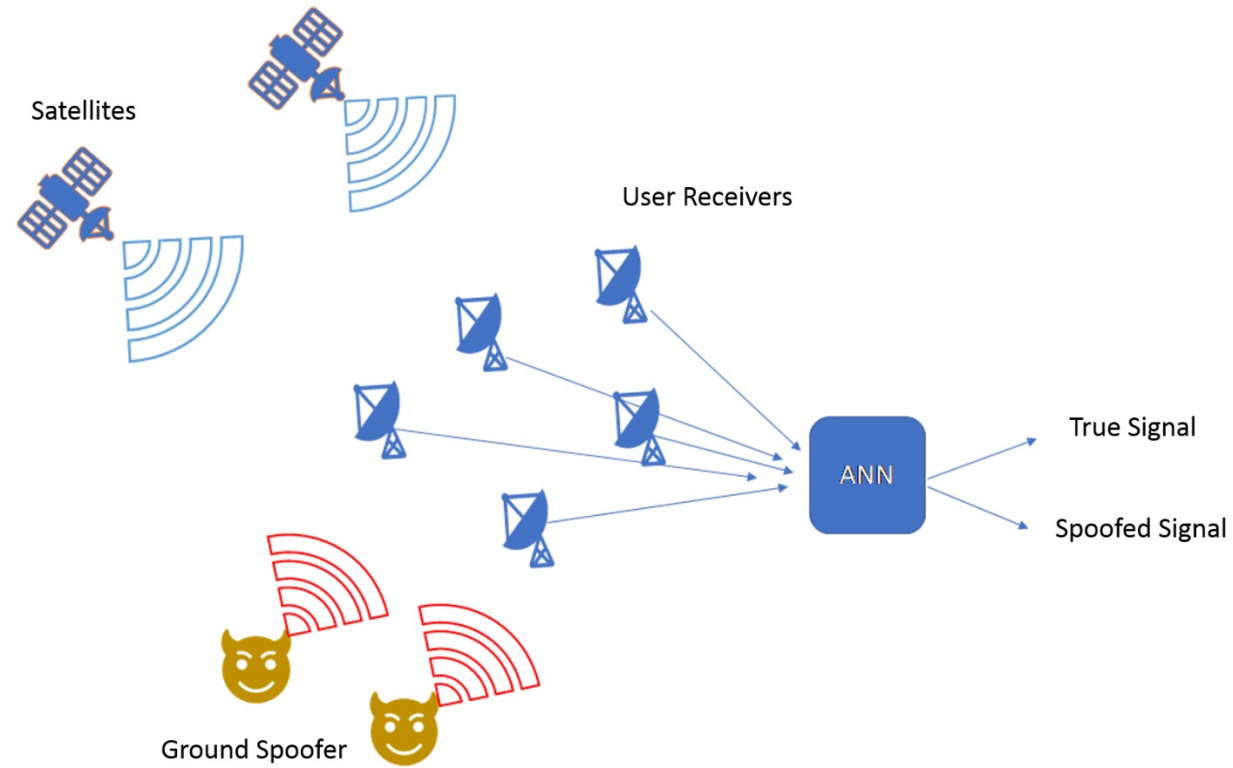 Satellites
User Receivers
ANN
True Signal
Spoofed Signal
Ground Spoofer